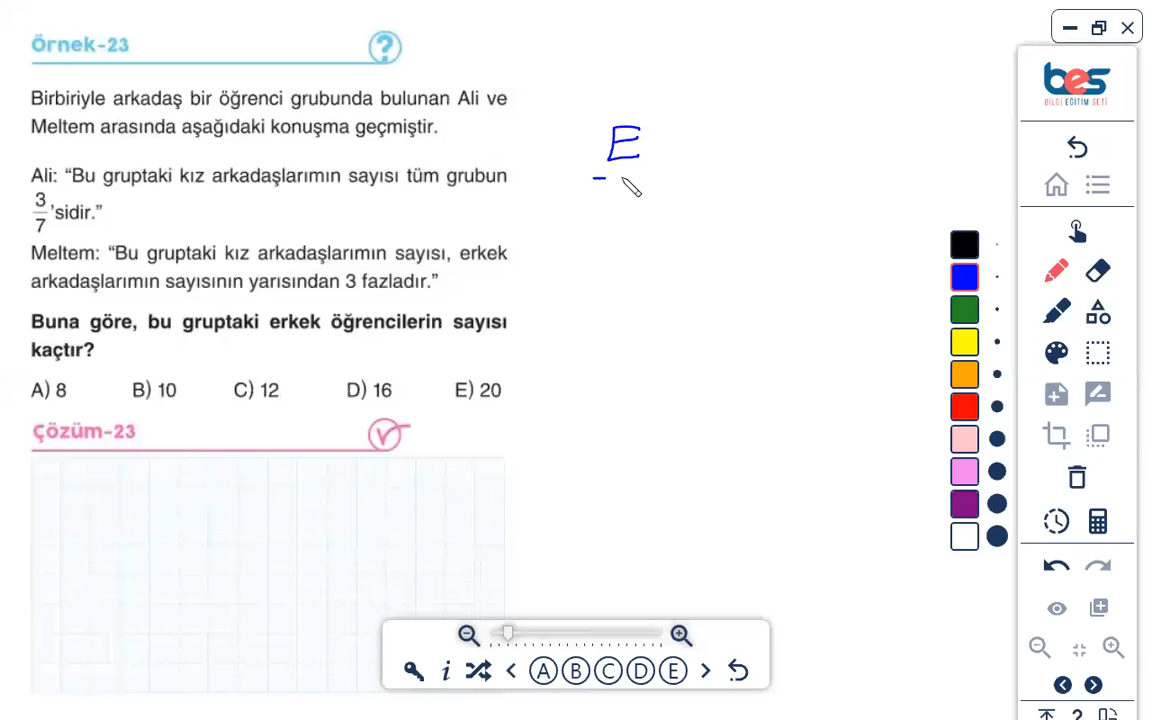 Örnek-23
?
Birbiriyle arkadaş bir öğrenci grubunda bulunan Ali ve
Meltem arasında aşağıdaki konuşma geçmiştir.
Ali: “Bu gruptaki kız arkadaşlarımın sayısı tüm grubun
3/7 ’sidir.”
Meltem: “Bu gruptaki kız arkadaşlarımın sayısı, erkek
arkadaşlarımın sayısının yarısından 3 fazladır.”
Buna göre, bu gruptaki erkek öğrencilerin sayısı
kaçtır?
A) 8 B) 10 C) 12 D) 16 E) 20
Çözüm-23
E
-
bes
BİLGİ EĞİTİM SETİ
i A B C D E
?